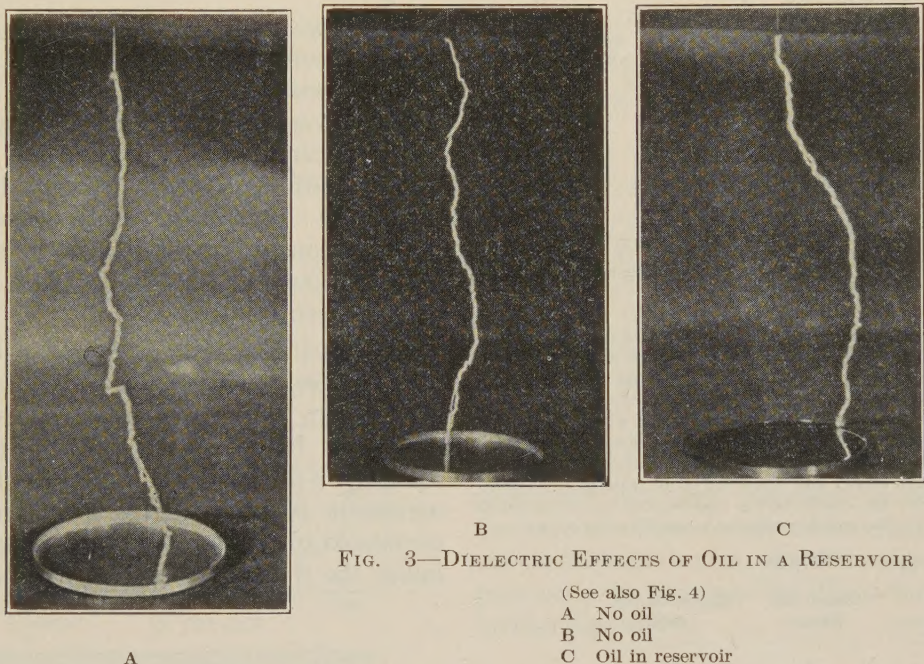 B
C
FIG. 3—DIELECTRIC EFFECTS OF OIL IN A RESERVOIR
(See also Fig. 4)
A No oil
B No oil
C Oil in reservoir
A